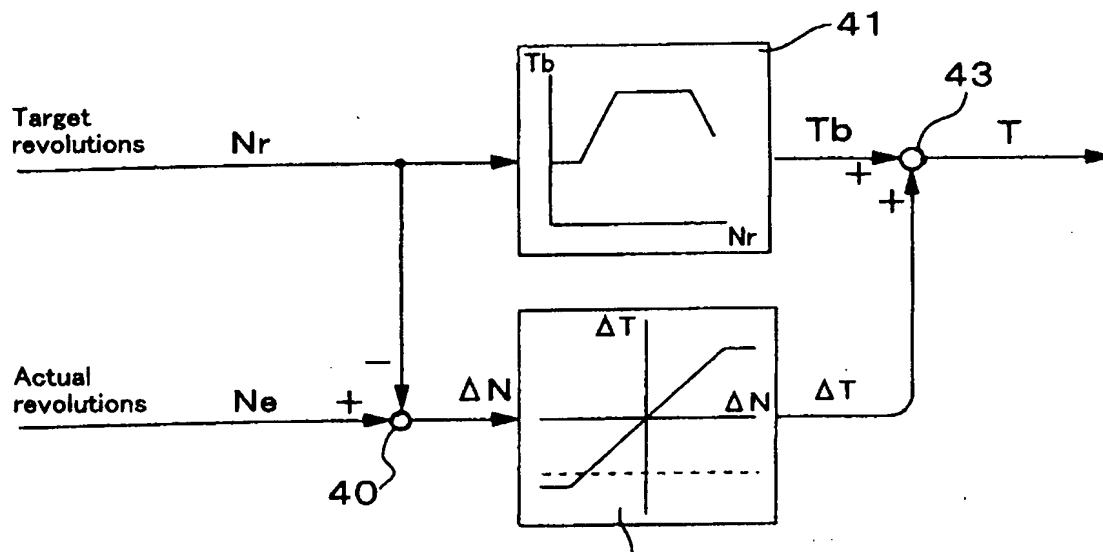 41
Tb
43
Target
revolutions
Nr
Tb
T
+
+
Nr
ΔT
Actual
revolutions
Ne
−
+
ΔN
ΔN
ΔT
40